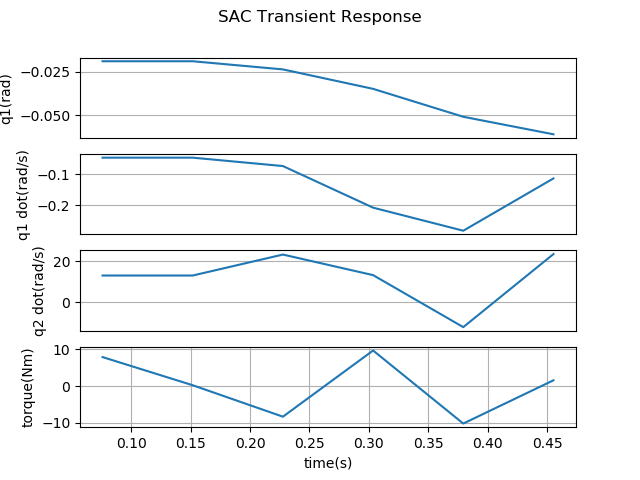 SAC Transient Response
q1(rad)
−0.025
−0.050
q1 dot(rad/s)
−0.1
−0.2
q2 dot(rad/s)
20
0
torque(Nm)
10
0
−10
0.10 0.15 0.20 0.25 0.30 0.35 0.40 0.45
time(s)